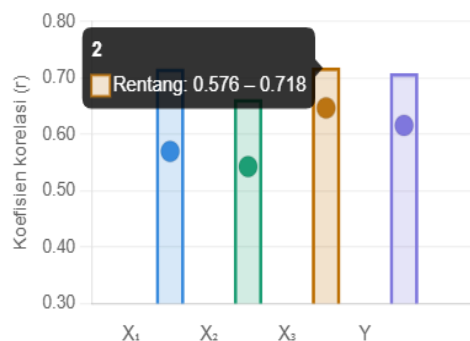 0.80
2
Rentang: 0.576 – 0.718
0.70
0.60
0.50
0.40
0.30
Koefisien korelasi (r)
X₁ X₂ X₃ Y